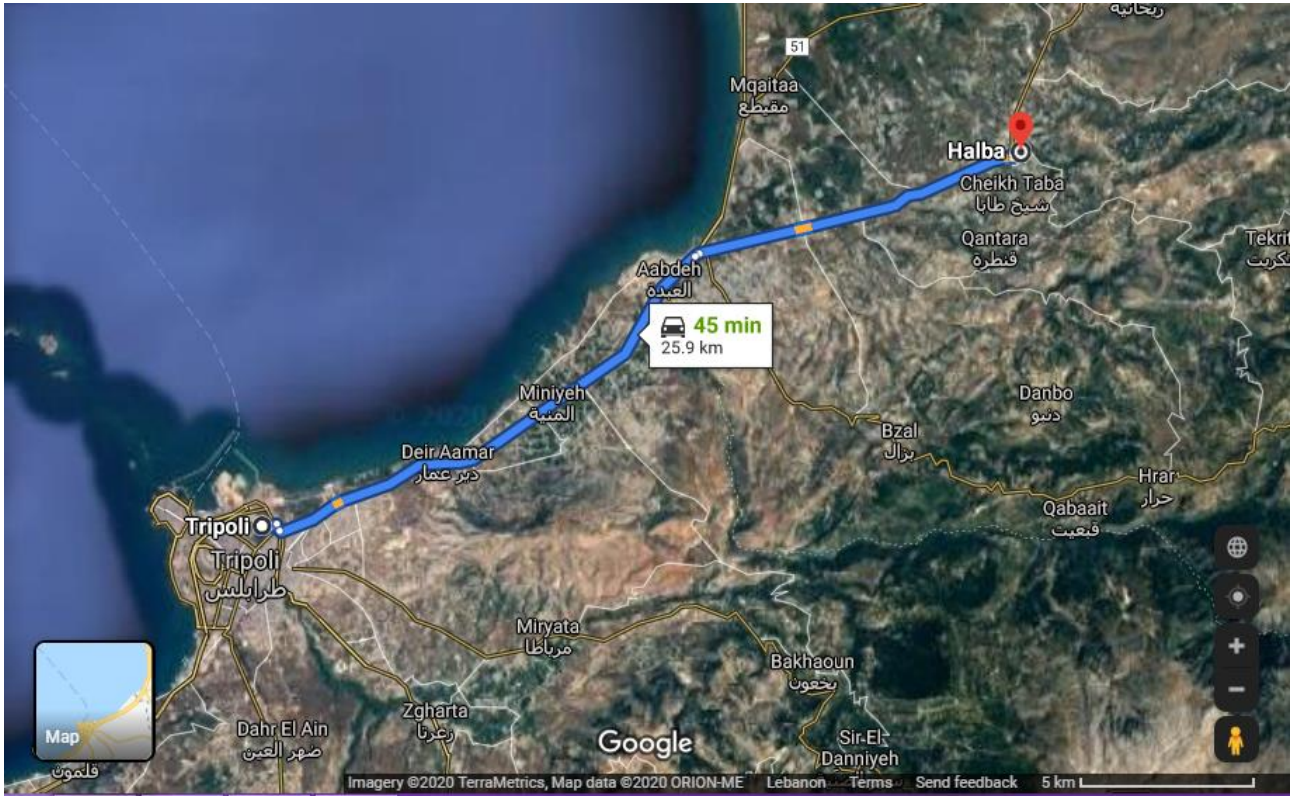 ريحانية
51
Mqaitaa
مقيطع
Halba
Cheikh Taba
شيخ طابا
Qantara
قنطرة
Tekrit
تكريت
Aabdeh
العبدة
45 min
25.9 km
Miniyeh
المنية
Danbo
دنبو
Bzal
بزال
Deir Aamar
دير عمار
Hrar
حرار
Qabaait
قبعيت
Tripoli
Tripoli
طرابلس
Miryata
مرياطا
Bakhaoun
بخعون
Zgharta
زغرتا
Dahr El Ain
ضهر العين
Sir El-
Danniyeh
Map
قلمون
Google
Imagery ©2020 TerraMetrics, Map data ©2020 ORION-ME Lebanon Terms Send feedback 5 km